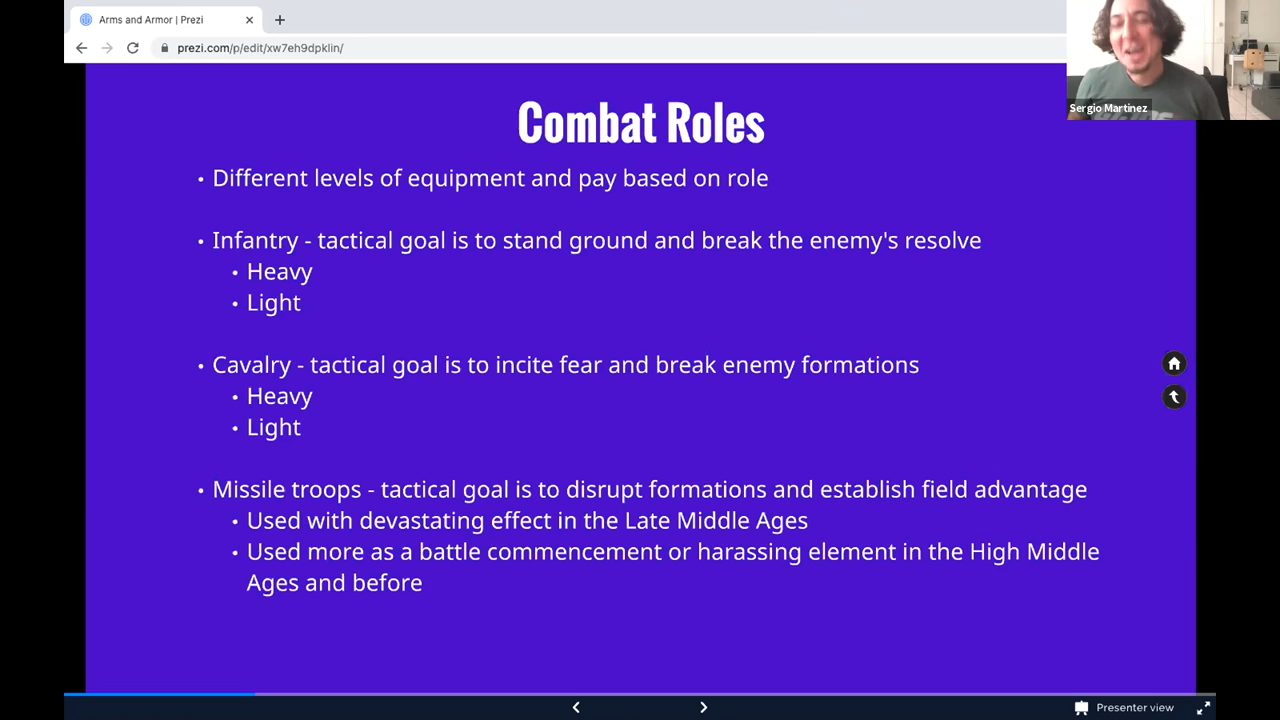 Arms and Armor | Prezi
prezi.com/p/edit/xw7eh9dpklin/
Sergio Martinez
Combat Roles
• Different levels of equipment and pay based on role
• Infantry - tactical goal is to stand ground and break the enemy's resolve
• Heavy
• Light
• Cavalry - tactical goal is to incite fear and break enemy formations
• Heavy
• Light
• Missile troops - tactical goal is to disrupt formations and establish field advantage
• Used with devastating effect in the Late Middle Ages
• Used more as a battle commencement or harassing element in the High Middle
Ages and before
Presenter view